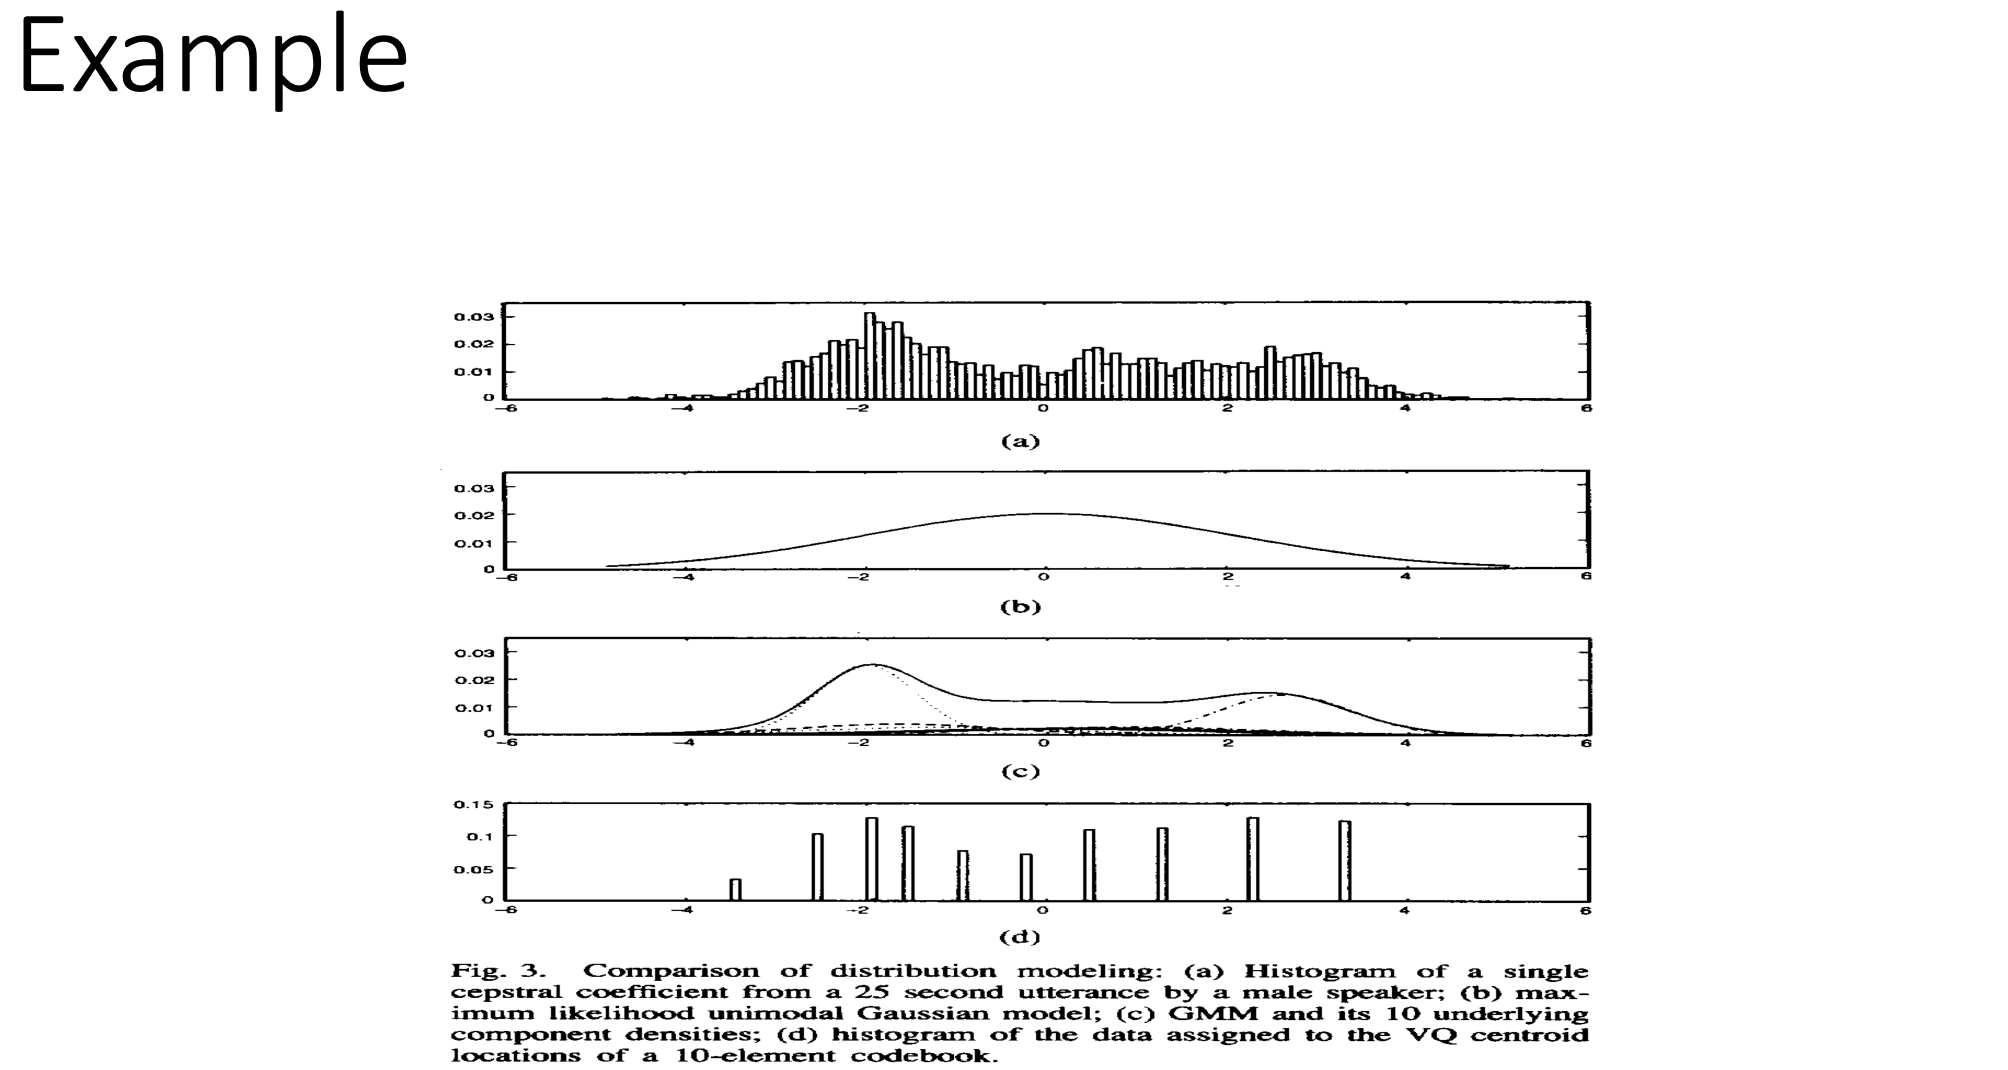 Example
0.03
0.02
0.01
0
−6 −4 −2 0 2 4 6
(a)
0.03
0.02
0.01
0
−6 −4 −2 0 2 4 6
(b)
0.03
0.02
0.01
0
−6 −4 −2 0 2 4 6
(c)
0.15
0.1
0.05
0
−6 −4 −2 0 2 4 6
(d)
Fig. 3. Comparison of distribution modeling: (a) Histogram of a single
cepstral coefficient from a 25 second utterance by a male speaker; (b) max-
imum likelihood unimodal Gaussian model; (c) GMM and its 10 underlying
component densities; (d) histogram of the data assigned to the VQ centroid
locations of a 10-element codebook.